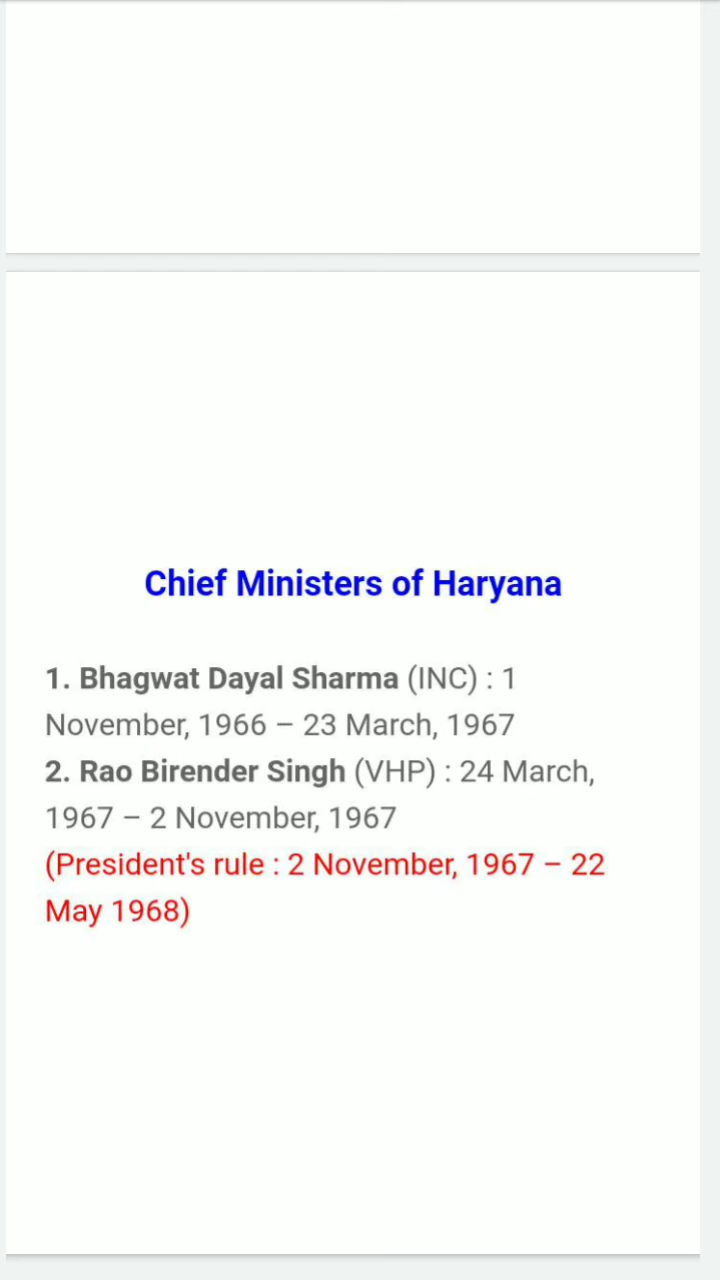 Chief Ministers of Haryana
1. Bhagwat Dayal Sharma (INC) : 1
November, 1966 – 23 March, 1967
2. Rao Birender Singh (VHP) : 24 March,
1967 – 2 November, 1967
(President's rule : 2 November, 1967 – 22
May 1968)